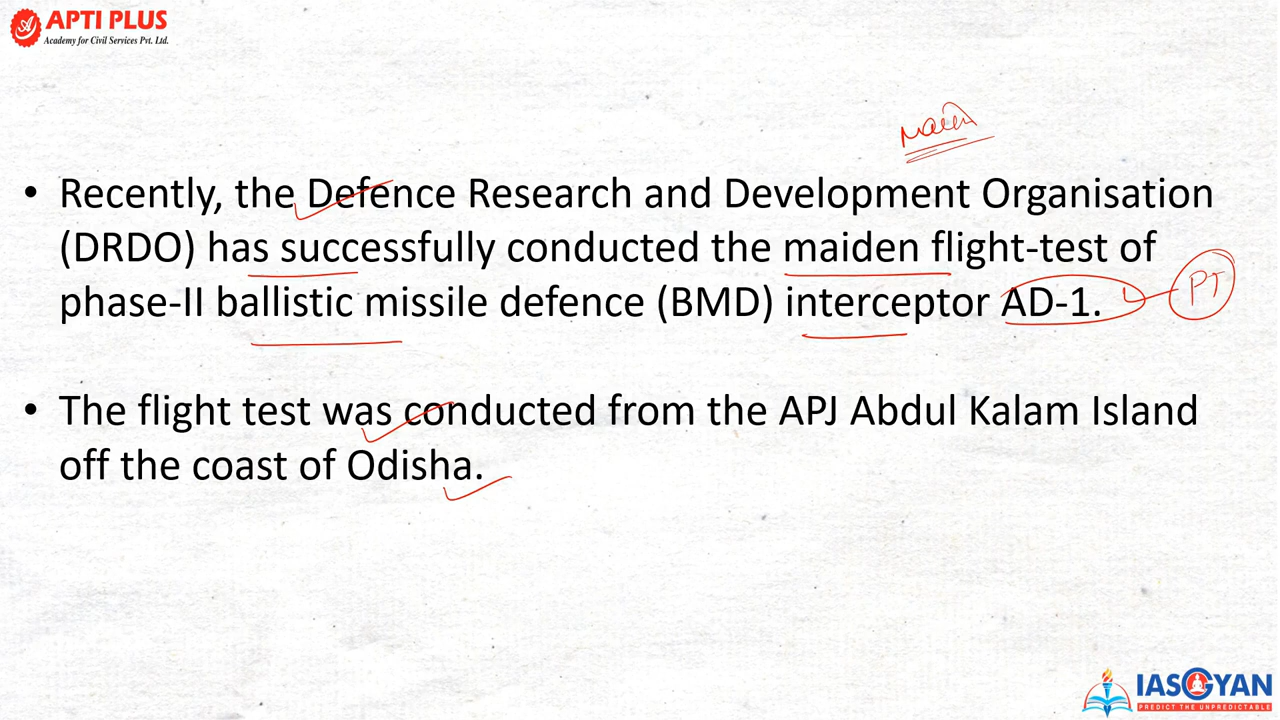 APTI PLUS
Academy for Civil Services Pvt. Ltd.
Main
• Recently, the Defence Research and Development Organisation
(DRDO) has successfully conducted the maiden flight-test of
phase-II ballistic missile defence (BMD) interceptor AD-1.
PT
• The flight test was conducted from the APJ Abdul Kalam Island
off the coast of Odisha.
IASGYAN
PREDICT THE UNPREDICTABLE